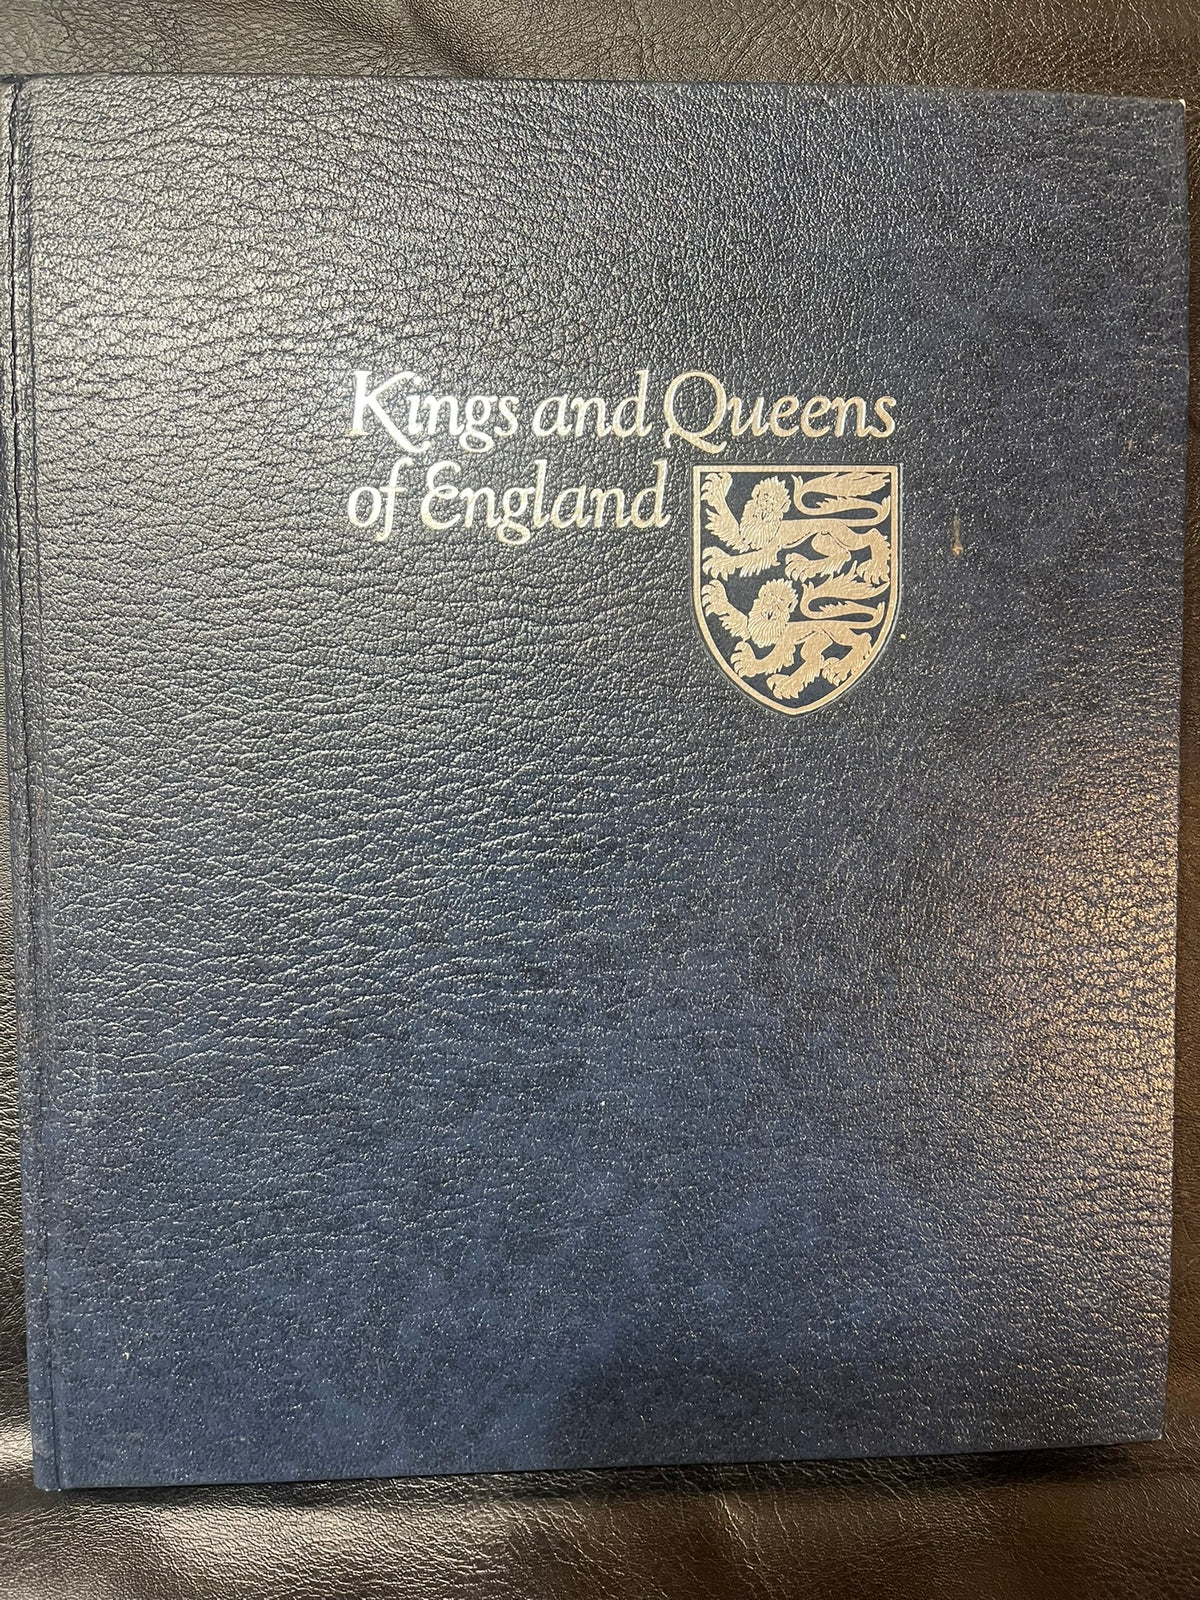 Kings and Queens
of England